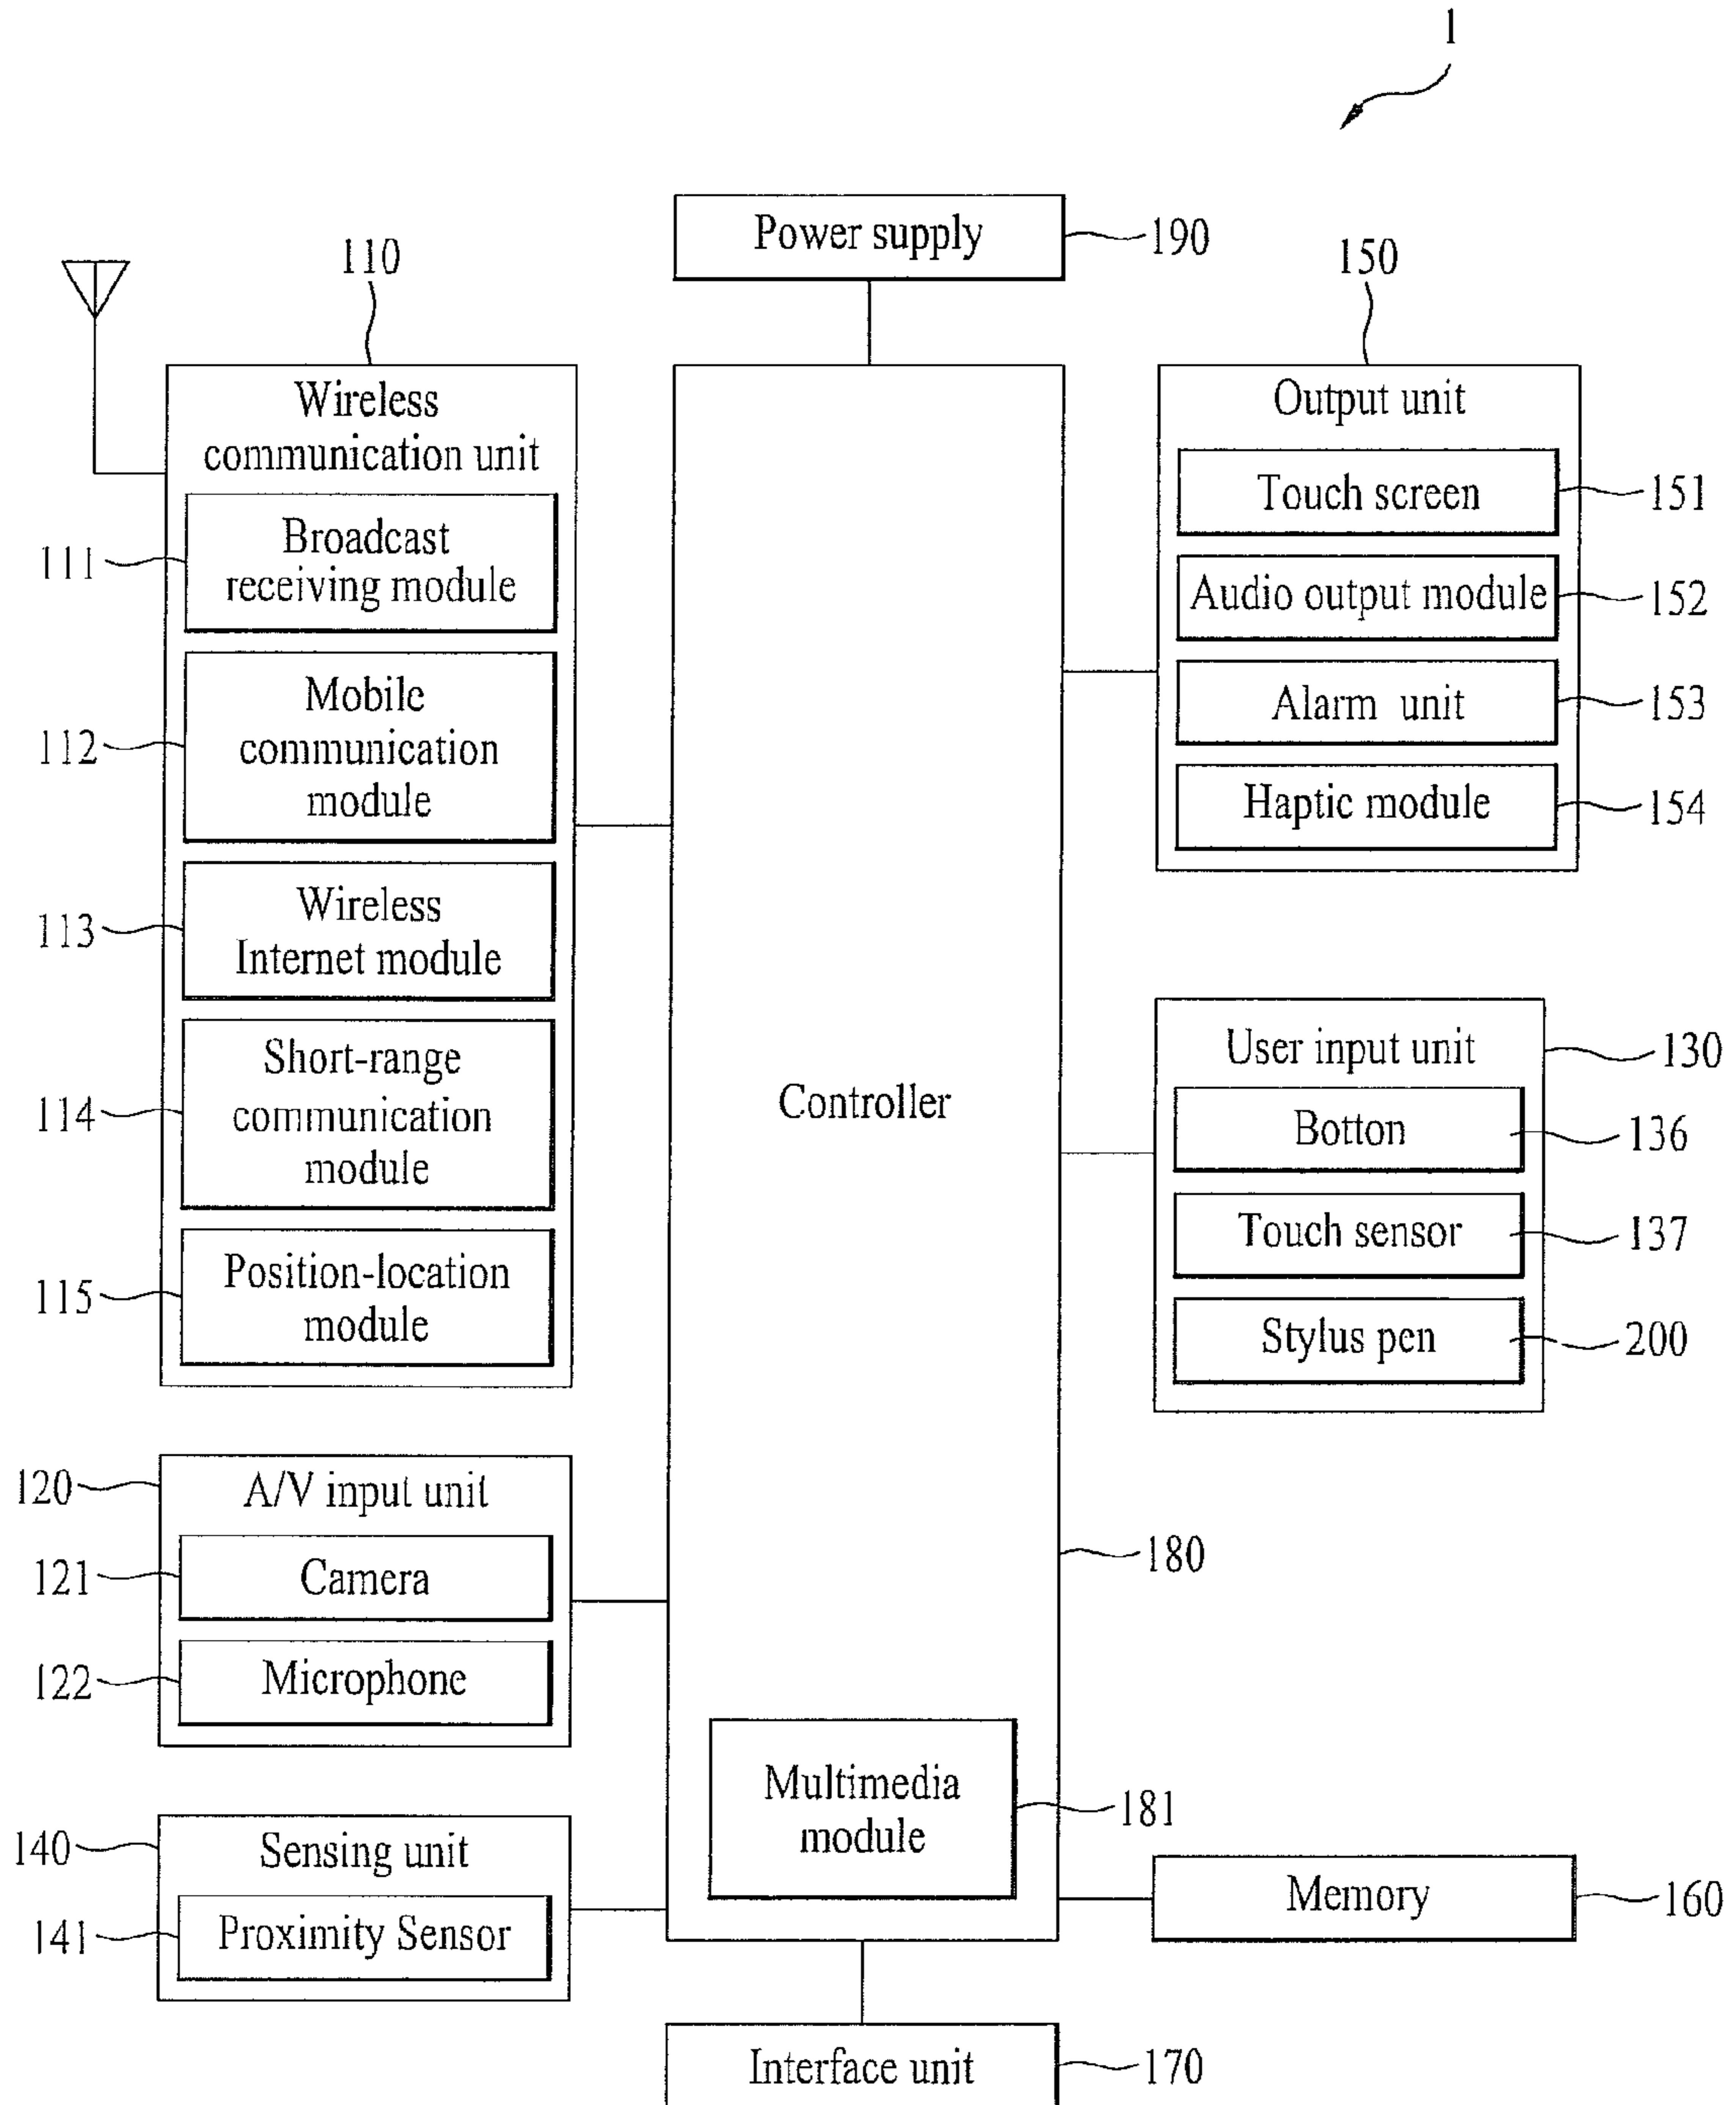 1
Power supply
190
110
Wireless
communication unit
111
Broadcast
receiving module
112
Mobile
communication
module
113
Wireless
Internet module
114
Short-range
communication
module
115
Position-location
module
120
A/V input unit
121
Camera
122
Microphone
140
Sensing unit
141
Proximity Sensor
Controller
180
Multimedia
module
181
150
Output unit
Touch screen
151
Audio output module
152
Alarm unit
153
Haptic module
154
User input unit
130
Botton
136
Touch sensor
137
Stylus pen
200
Memory
160
Interface unit
170